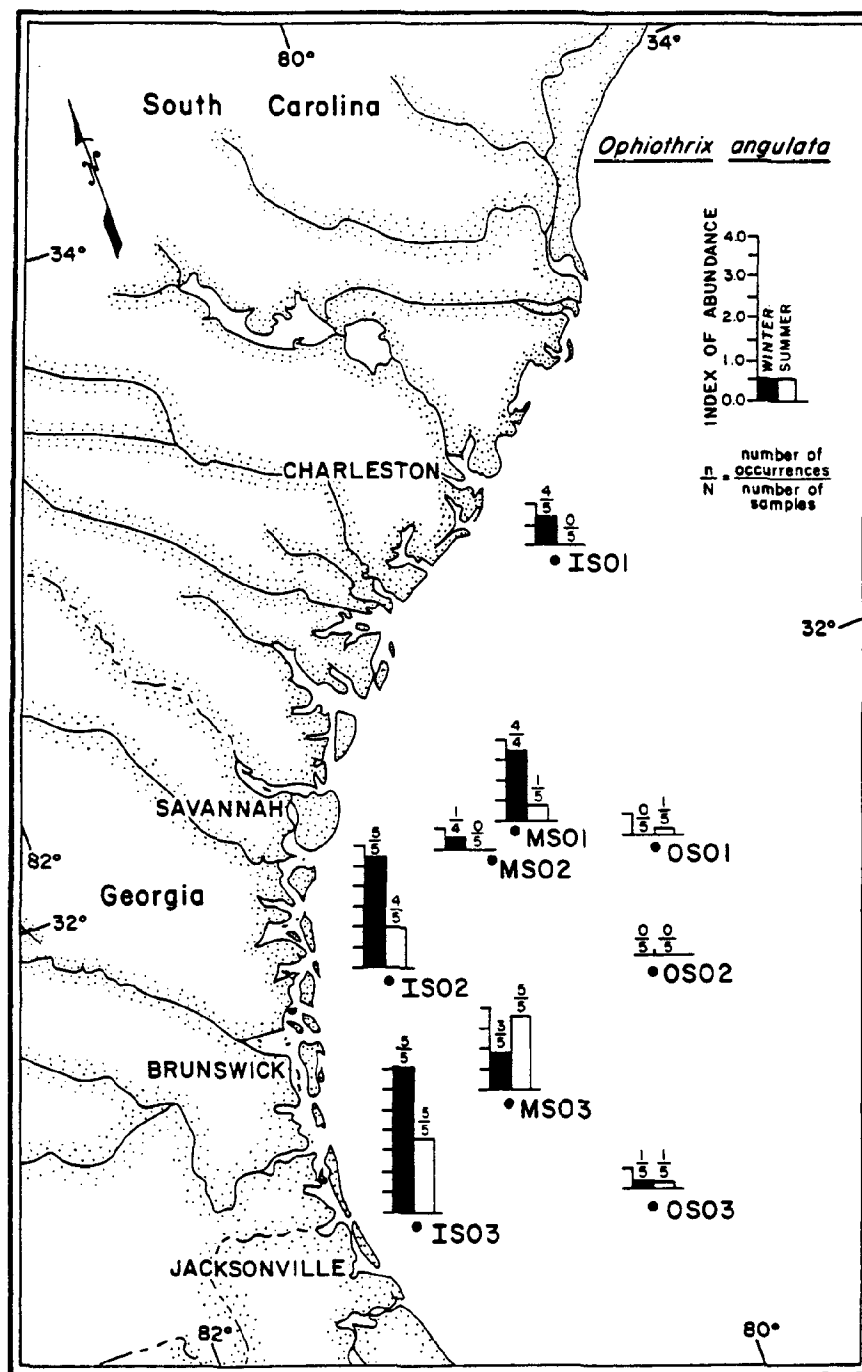 80°
34°
South Carolina
Ophiothrix angulata
34°
INDEX OF ABUNDANCE
4.0
3.0
2.0
1.0
0.0
WINTER
SUMMER
n/N = number of occurrences / number of samples
CHARLESTON
4/5 0/5
IS01
32°
4/4 1/5
MS01
SAVANNAH
1/4 0/5
MS02
0/5 1/5
OS01
82°
Georgia
32°
5/5 4/5
IS02
0/5 0/5
OS02
BRUNSWICK
3/5 5/5
MS03
5/5 5/5
IS03
1/5 1/5
OS03
JACKSONVILLE
82°
80°